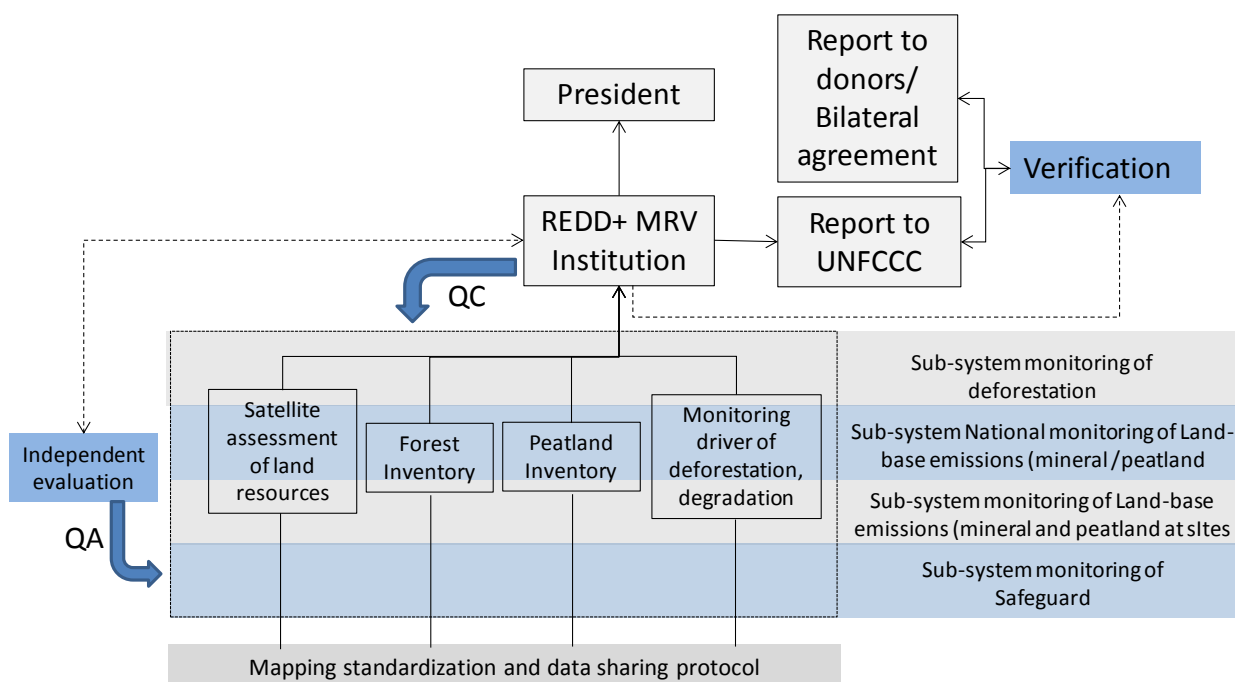 Report to
donors/
Bilateral
agreement
President
Verification
REDD+ MRV
Institution
Report to
UNFCCC
QC
Sub-system monitoring of
deforestation
Satellite
assessment
of land
resources
Forest
Inventory
Peatland
Inventory
Monitoring
driver of
deforestation,
degradation
Sub-system National monitoring of Land-
base emissions (mineral /peatland
Independent
evaluation
Sub-system monitoring of Land-base
emissions (mineral and peatland at sItes
QA
Sub-system monitoring of
Safeguard
Mapping standardization and data sharing protocol